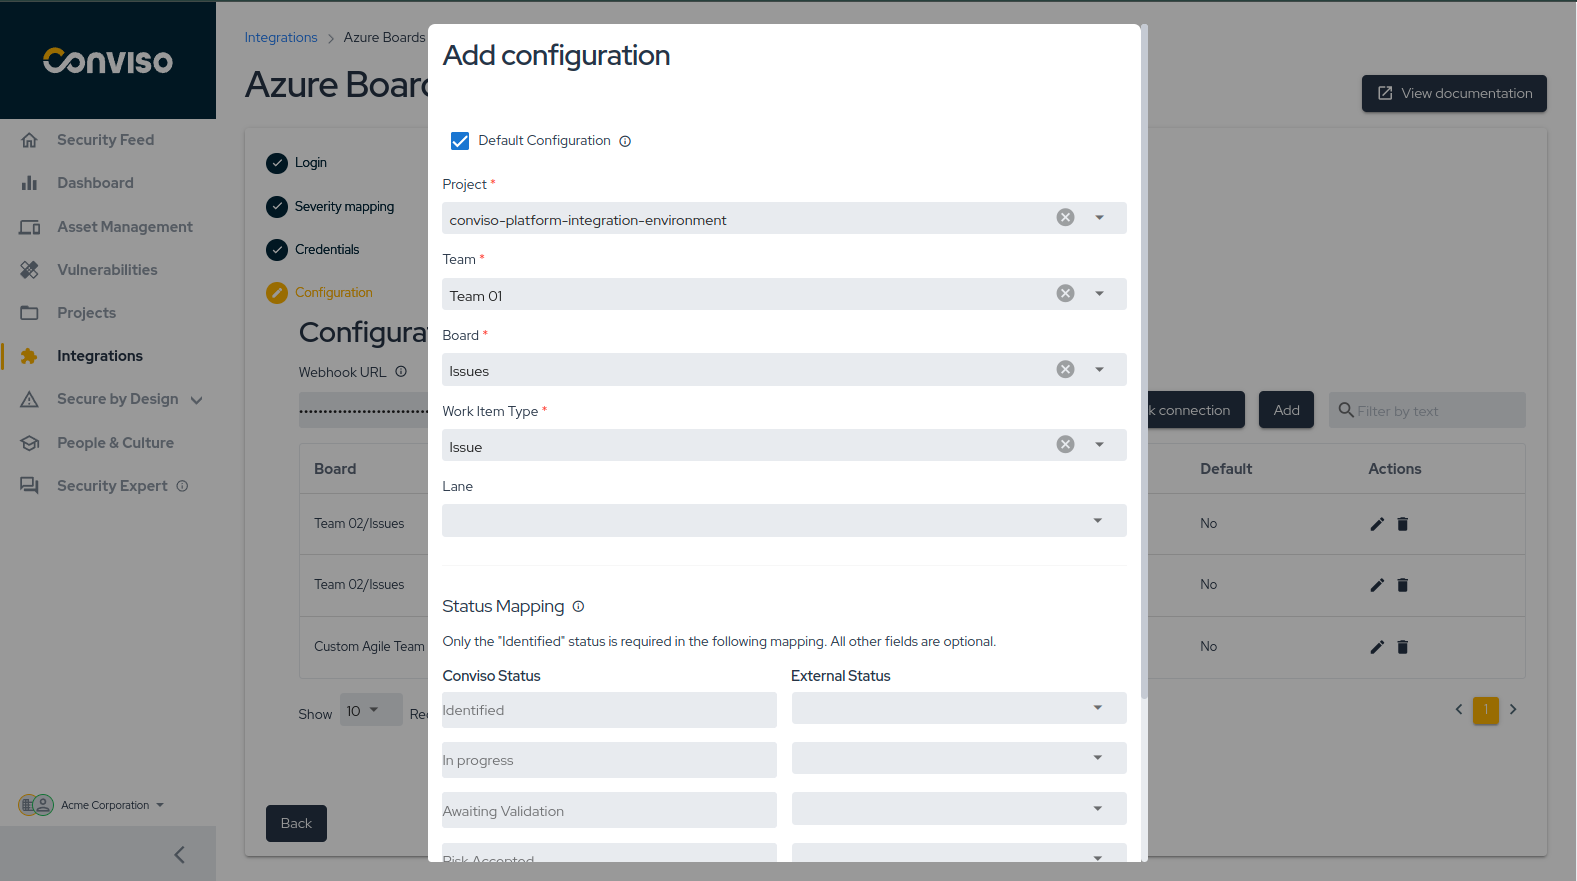 CONVISO
Security Feed
Dashboard
Asset Management
Vulnerabilities
Projects
Integrations
Secure by Design
People & Culture
Security Expert
Acme Corporation
Integrations > Azure Boards
Azure Board
View documentation
Login
Severity mapping
Credentials
Configuration
Configura
Webhook URL
k connection
Add
Filter by text
Board
Default
Actions
Team 02/Issues
No
Team 02/Issues
No
Custom Agile Team
No
Show 10 Rec
1
Back
Add configuration
Default Configuration
Project *
conviso-platform-integration-environment
Team *
Team 01
Board *
Issues
Work Item Type *
Issue
Lane
Status Mapping
Only the "Identified" status is required in the following mapping. All other fields are optional.
Conviso Status
External Status
Identified
In progress
Awaiting Validation
Risk Accepted